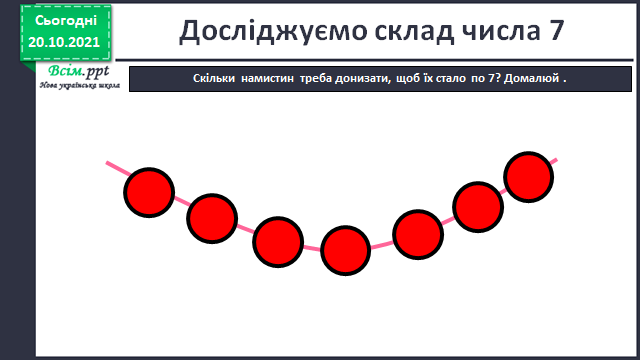 Сьогодні
20.10.2021
Досліджуємо склад числа 7
Всім.ppt
Нова українська школа
Скільки намистин треба донизати, щоб їх стало по 7? Домалюй .